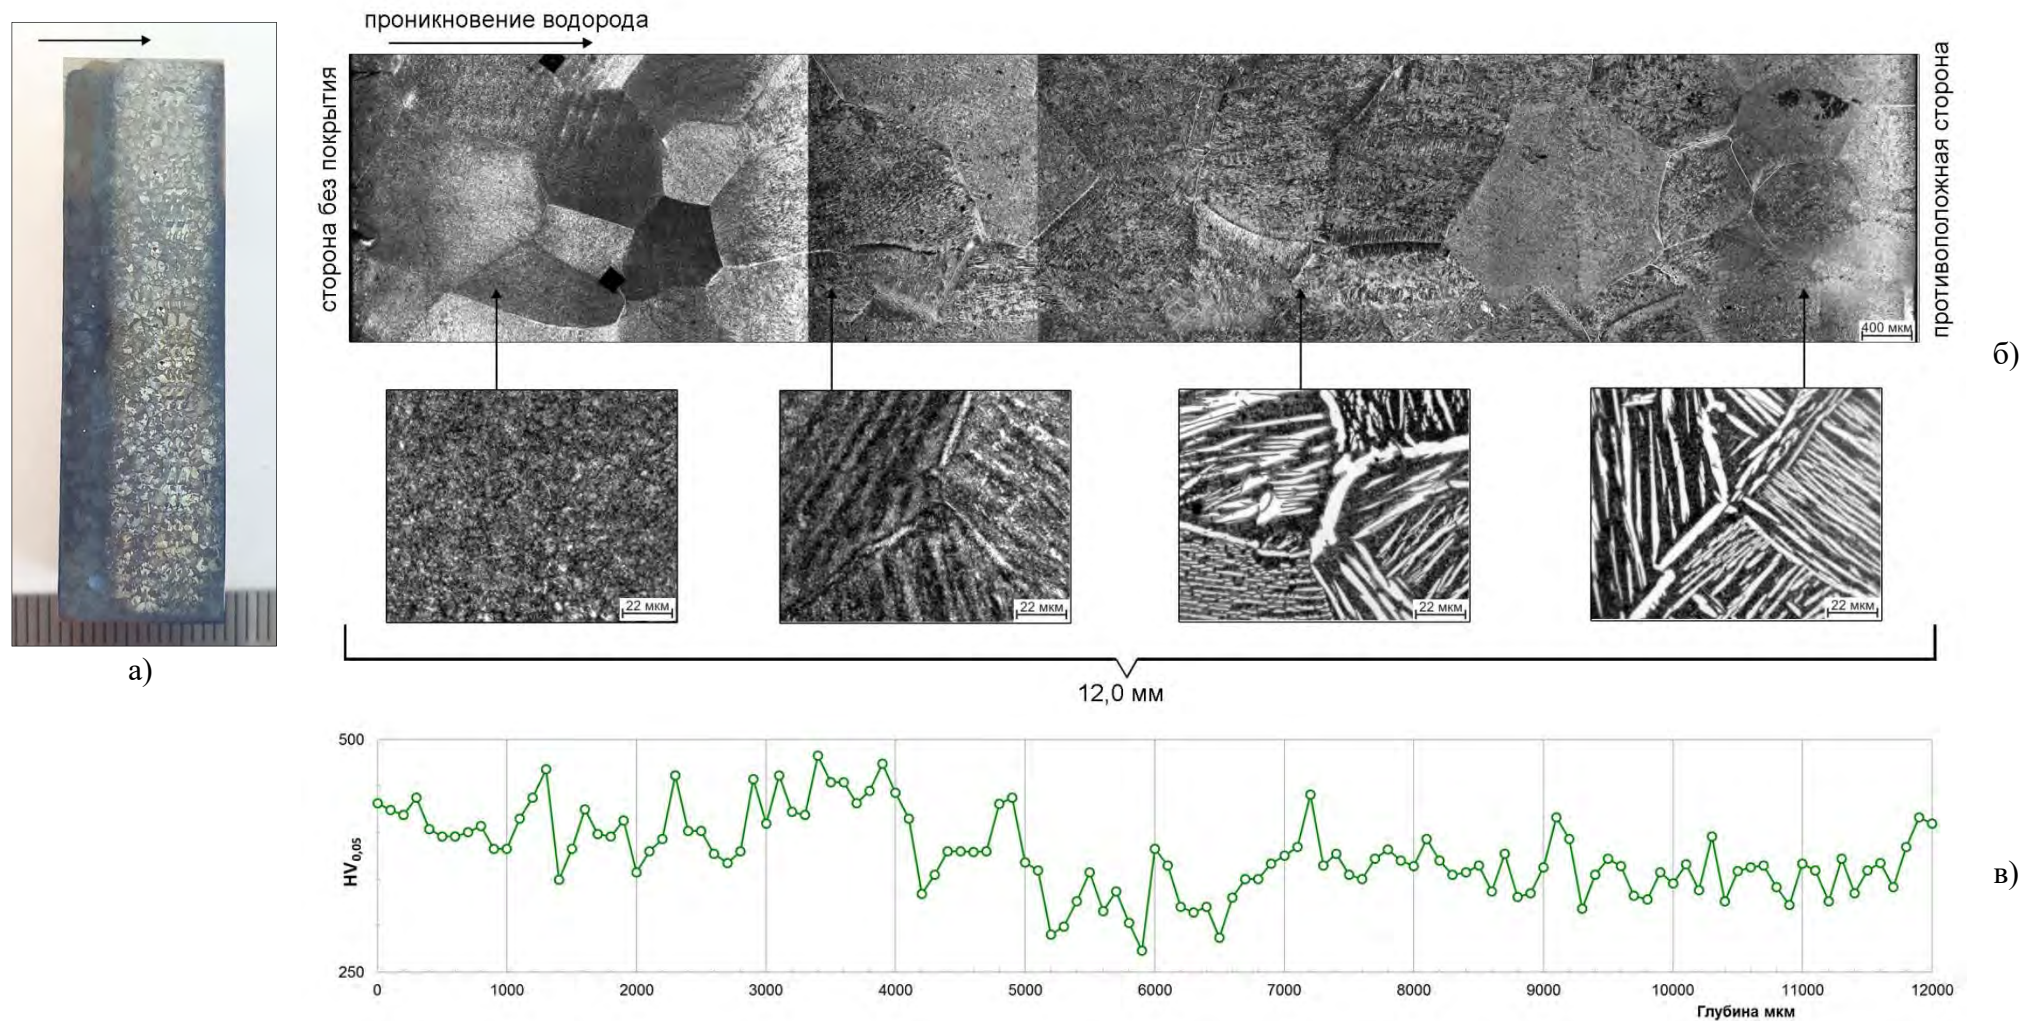 проникновение водорода
сторона без покрытия
противоположная сторона
400 мкм
б)
22 мкм
22 мкм
22 мкм
22 мкм
а)
12,0 мм
500
HV0,05
250
в)
0 1000 2000 3000 4000 5000 6000 7000 8000 9000 10000 11000 12000
Глубина мкм